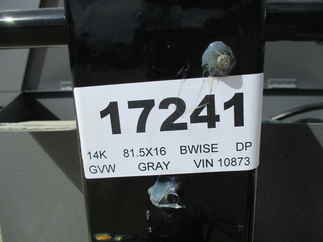 17241
14K 81.5X16 BWISE DP
GVW GRAY VIN 10873